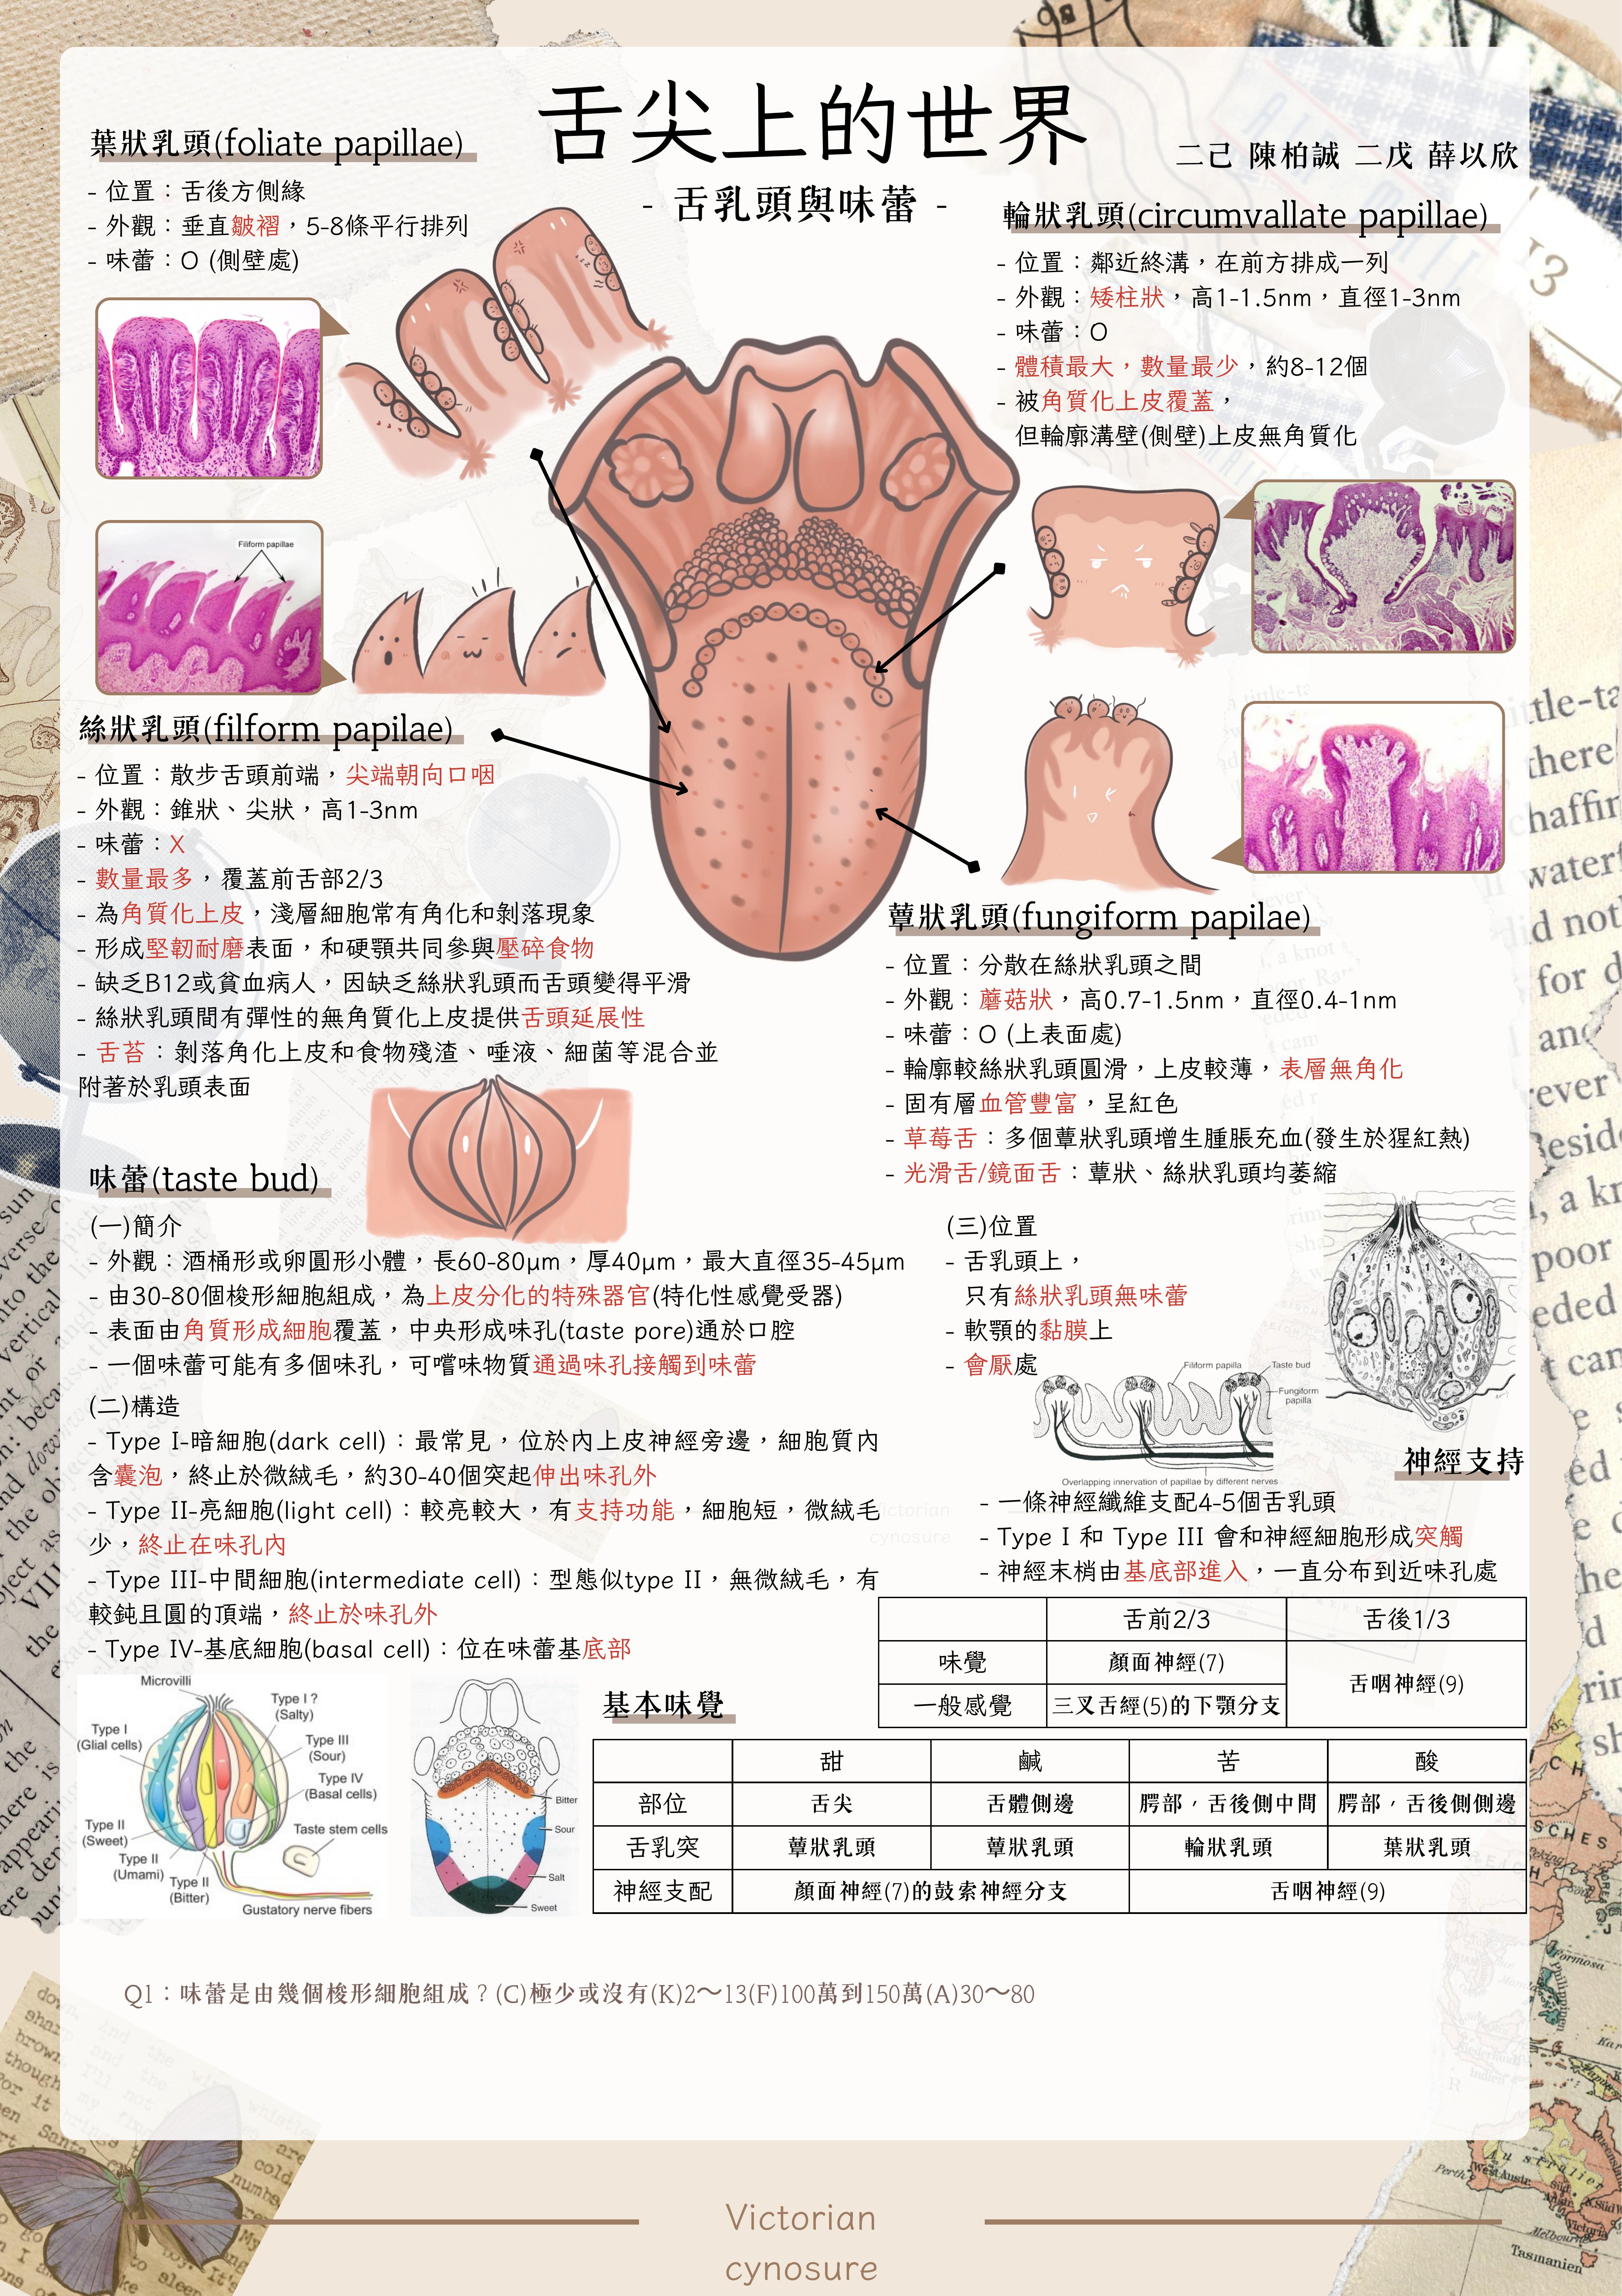 舌尖上的世界
- 舌乳頭與味蕾 -
二己 陳柏誠 二戊 薛以欣
葉狀乳頭(foliate papillae)
- 位置：舌後方側緣
- 外觀：垂直皺褶，5-8條平行排列
- 味蕾：O (側壁處)
輪狀乳頭(circumvallate papillae)
- 位置：鄰近終溝，在前方排成一列
- 外觀：矮柱狀，高1-1.5nm，直徑1-3nm
- 味蕾：O
- 體積最大，數量最少，約8-12個
- 被角質化上皮覆蓋，
但輪廓溝壁(側壁)上皮無角質化
Filiform papillae
絲狀乳頭(filform papilae)
- 位置：散步舌頭前端，尖端朝向口咽
- 外觀：錐狀、尖狀，高1-3nm
- 味蕾：X
- 數量最多，覆蓋前舌部2/3
- 為角質化上皮，淺層細胞常有角化和剝落現象
- 形成堅韌耐磨表面，和硬顎共同參與壓碎食物
- 缺乏B12或貧血病人，因缺乏絲狀乳頭而舌頭變得平滑
- 絲狀乳頭間有彈性的無角質化上皮提供舌頭延展性
- 舌苔：剝落角化上皮和食物殘渣、唾液、細菌等混合並
附著於乳頭表面
蕈狀乳頭(fungiform papilae)
- 位置：分散在絲狀乳頭之間
- 外觀：蘑菇狀，高0.7-1.5nm，直徑0.4-1nm
- 味蕾：O (上表面處)
- 輪廓較絲狀乳頭圓滑，上皮較薄，表層無角化
- 固有層血管豐富，呈紅色
- 草莓舌：多個蕈狀乳頭增生腫脹充血(發生於猩紅熱)
- 光滑舌/鏡面舌：蕈狀、絲狀乳頭均萎縮
味蕾(taste bud)
(一)簡介
- 外觀：酒桶形或卵圓形小體，長60-80μm，厚40μm，最大直徑35-45μm
- 由30-80個梭形細胞組成，為上皮分化的特殊器官(特化性感覺受器)
- 表面由角質形成細胞覆蓋，中央形成味孔(taste pore)通於口腔
- 一個味蕾可能有多個味孔，可嚐味物質通過味孔接觸到味蕾
(二)構造
- Type I-暗細胞(dark cell)：最常見，位於內上皮神經旁邊，細胞質內
含囊泡，終止於微絨毛，約30-40個突起伸出味孔外
- Type II-亮細胞(light cell)：較亮較大，有支持功能，細胞短，微絨毛
少，終止在味孔內
- Type III-中間細胞(intermediate cell)：型態似type II，無微絨毛，有
較鈍且圓的頂端，終止於味孔外
- Type IV-基底細胞(basal cell)：位在味蕾基底部
(三)位置
- 舌乳頭上，
只有絲狀乳頭無味蕾
- 軟顎的黏膜上
- 會厭處
Filiform papilla
Taste bud
Fungiform
papilla
Overlapping innervation of papillae by different nerves
神經支持
- 一條神經纖維支配4-5個舌乳頭
- Type I 和 Type III 會和神經細胞形成突觸
- 神經末梢由基底部進入，一直分布到近味孔處
舌前2/3 舌後1/3
味覺 顏面神經(7) 舌咽神經(9)
一般感覺 三叉舌經(5)的下顎分支
Microvilli
Type I ?
(Salty)
Type I
(Glial cells)
Type III
(Sour)
Type IV
(Basal cells)
Type II
(Sweet)
Taste stem cells
Type II
(Umami)
Type II
(Bitter)
Gustatory nerve fibers
Bitter
Sour
Salt
Sweet
基本味覺
甜 鹹 苦 酸
部位 舌尖 舌體側邊 腭部，舌後側中間 腭部，舌後側側邊
舌乳突 蕈狀乳頭 蕈狀乳頭 輪狀乳頭 葉狀乳頭
神經支配 顏面神經(7)的鼓索神經分支 舌咽神經(9)
Q1：味蕾是由幾個梭形細胞組成？(C)極少或沒有(K)2～13(F)100萬到150萬(A)30～80
Victorian
cynosure